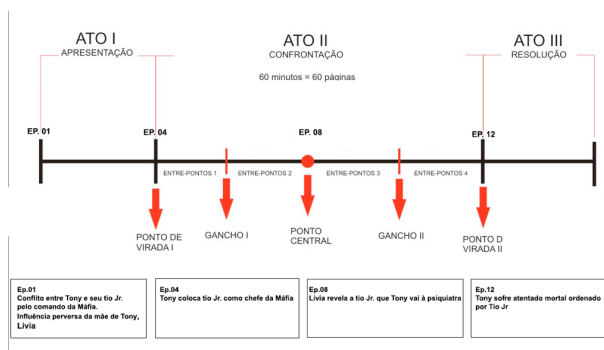 ATO I
APRESENTAÇÃO
ATO II
CONFRONTAÇÃO
60 minutos = 60 páginas
ATO III
RESOLUÇÃO
EP. 01
EP. 04
EP. 08
EP. 12
ENTRE-PONTOS 1
ENTRE-PONTOS 2
ENTRE-PONTOS 3
ENTRE-PONTOS 4
PONTO DE
VIRADA I
GANCHO I
PONTO
CENTRAL
GANCHO II
PONTO D
VIRADA II
Ep.01
Conflito entre Tony e seu tio Jr.
pelo comando da Máfia.
Influência perversa da mãe de Tony,
Livia
Ep.04
Tony coloca tio Jr. como chefe da Máfia
Ep.08
Livia revela a tio Jr. que Tony vai à psiquiatra
Ep.12
Tony sofre atentado mortal ordenado
por Tio Jr